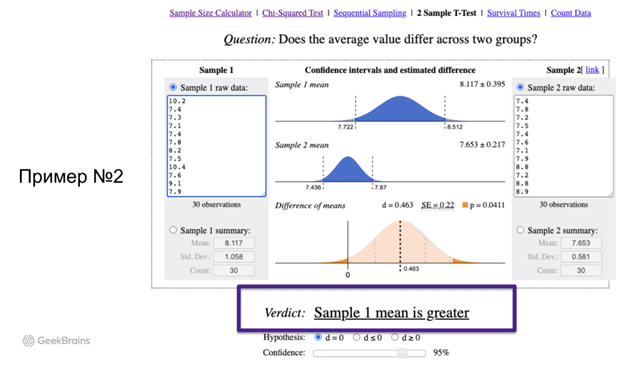 Sample Size Calculator | Chi-Squared Test | Sequential Sampling | 2 Sample T-Test | Survival Times | Count Data
Question: Does the average value differ across two groups?
Sample 1
Sample 1 raw data:
10.2
7.4
7.3
7.2
7.1
7.4
7.8
8.2
7.5
10.4
7.6
9.1
7.9
30 observations
Sample 1 summary:
Mean: 8.117
Std. Dev.: 1.058
Count: 30
Confidence intervals and estimated difference
Sample 1 mean 8.117 ± 0.395
7.722 8.512
Sample 2 mean 7.653 ± 0.217
7.436 7.87
Difference of means d = 0.463 SE = 0.22 p = 0.0411
0 0.463
Sample 2[ link ]
Sample 2 raw data:
7.4
7.8
7.2
7.4
7.6
7.1
7.9
8.8
8.8
7.2
8.8
8.9
30 observations
Sample 2 summary:
Mean: 7.653
Std. Dev.: 0.581
Count: 30
Пример №2
Verdict: Sample 1 mean is greater
Hypothesis: d = 0 d ≤ 0 d ≥ 0
Confidence: 95%
GeekBrains